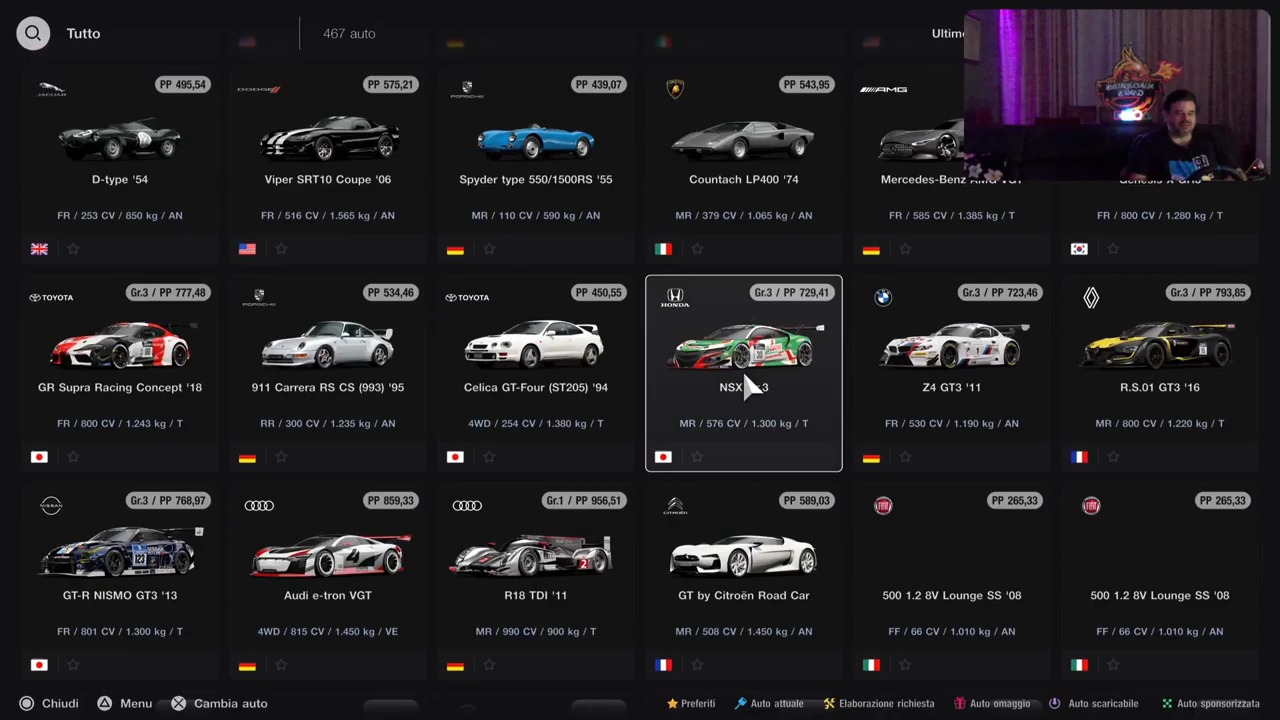 Tutto
467 auto
JAGUAR
PP 495,54
D-type '54
FR / 253 CV / 850 kg / AN
DODGE
PP 575,21
Viper SRT10 Coupe '06
FR / 516 CV / 1.565 kg / AN
PORSCHE
PP 439,07
Spyder type 550/1500RS '55
MR / 110 CV / 590 kg / AN
PP 543,95
Countach LP400 '74
MR / 379 CV / 1.065 kg / AN
AMG
FR / 585 CV / 1.385 kg / T
FR / 800 CV / 1.280 kg / T
TOYOTA
Gr.3 / PP 777,48
GR Supra Racing Concept '18
FR / 800 CV / 1.243 kg / T
PORSCHE
PP 534,46
911 Carrera RS CS (993) '95
RR / 300 CV / 1.235 kg / AN
TOYOTA
PP 450,55
Celica GT-Four (ST205) '94
4WD / 254 CV / 1.380 kg / T
HONDA
Gr.3 / PP 729,41
NSX
MR / 576 CV / 1.300 kg / T
Gr.3 / PP 723,46
Z4 GT3 '11
FR / 530 CV / 1.190 kg / AN
Gr.3 / PP 793,85
R.S.01 GT3 '16
MR / 800 CV / 1.220 kg / T
NISSAN
Gr.3 / PP 768,97
GT-R NISMO GT3 '13
FR / 801 CV / 1.300 kg / T
PP 859,33
Audi e-tron VGT
4WD / 815 CV / 1.450 kg / VE
Gr.1 / PP 956,51
R18 TDI '11
MR / 990 CV / 900 kg / T
PP 589,03
GT by Citroën Road Car
MR / 508 CV / 1.450 kg / AN
FIAT
PP 265,33
500 1.2 8V Lounge SS '08
FF / 66 CV / 1.010 kg / AN
FIAT
PP 265,33
500 1.2 8V Lounge SS '08
FF / 66 CV / 1.010 kg / AN
Chiudi
Menu
Cambia auto
Preferiti
Auto attuale
Elaborazione richiesta
Auto omaggio
Auto scaricabile
Auto sponsorizzata